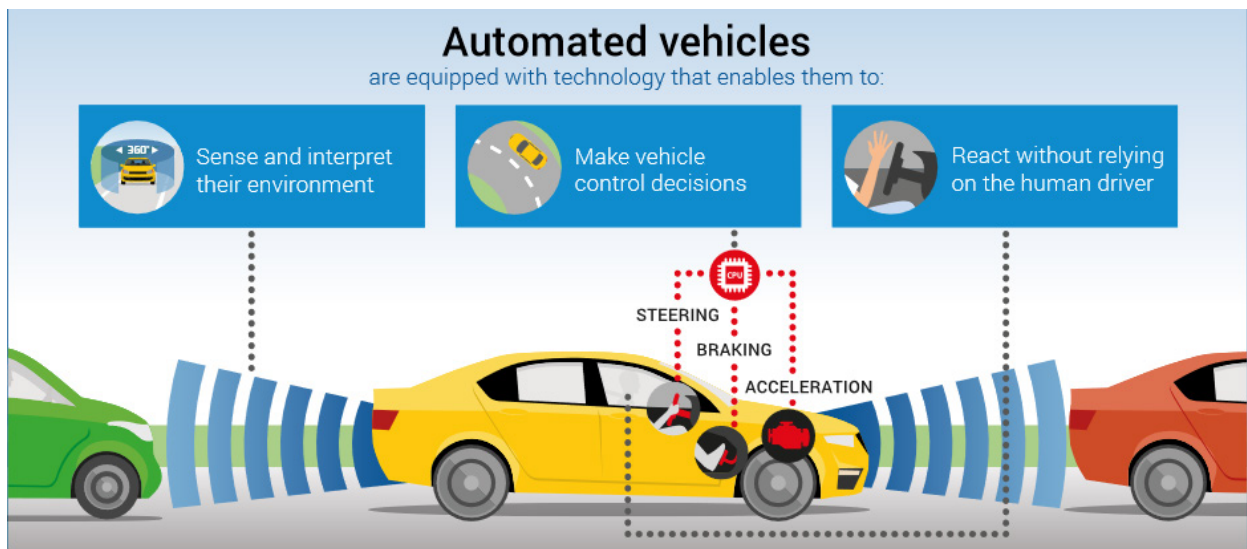 Automated vehicles
are equipped with technology that enables them to:
◄ 360° ►
Sense and interpret
their environment
Make vehicle
control decisions
React without relying
on the human driver
CPU
STEERING
BRAKING
ACCELERATION